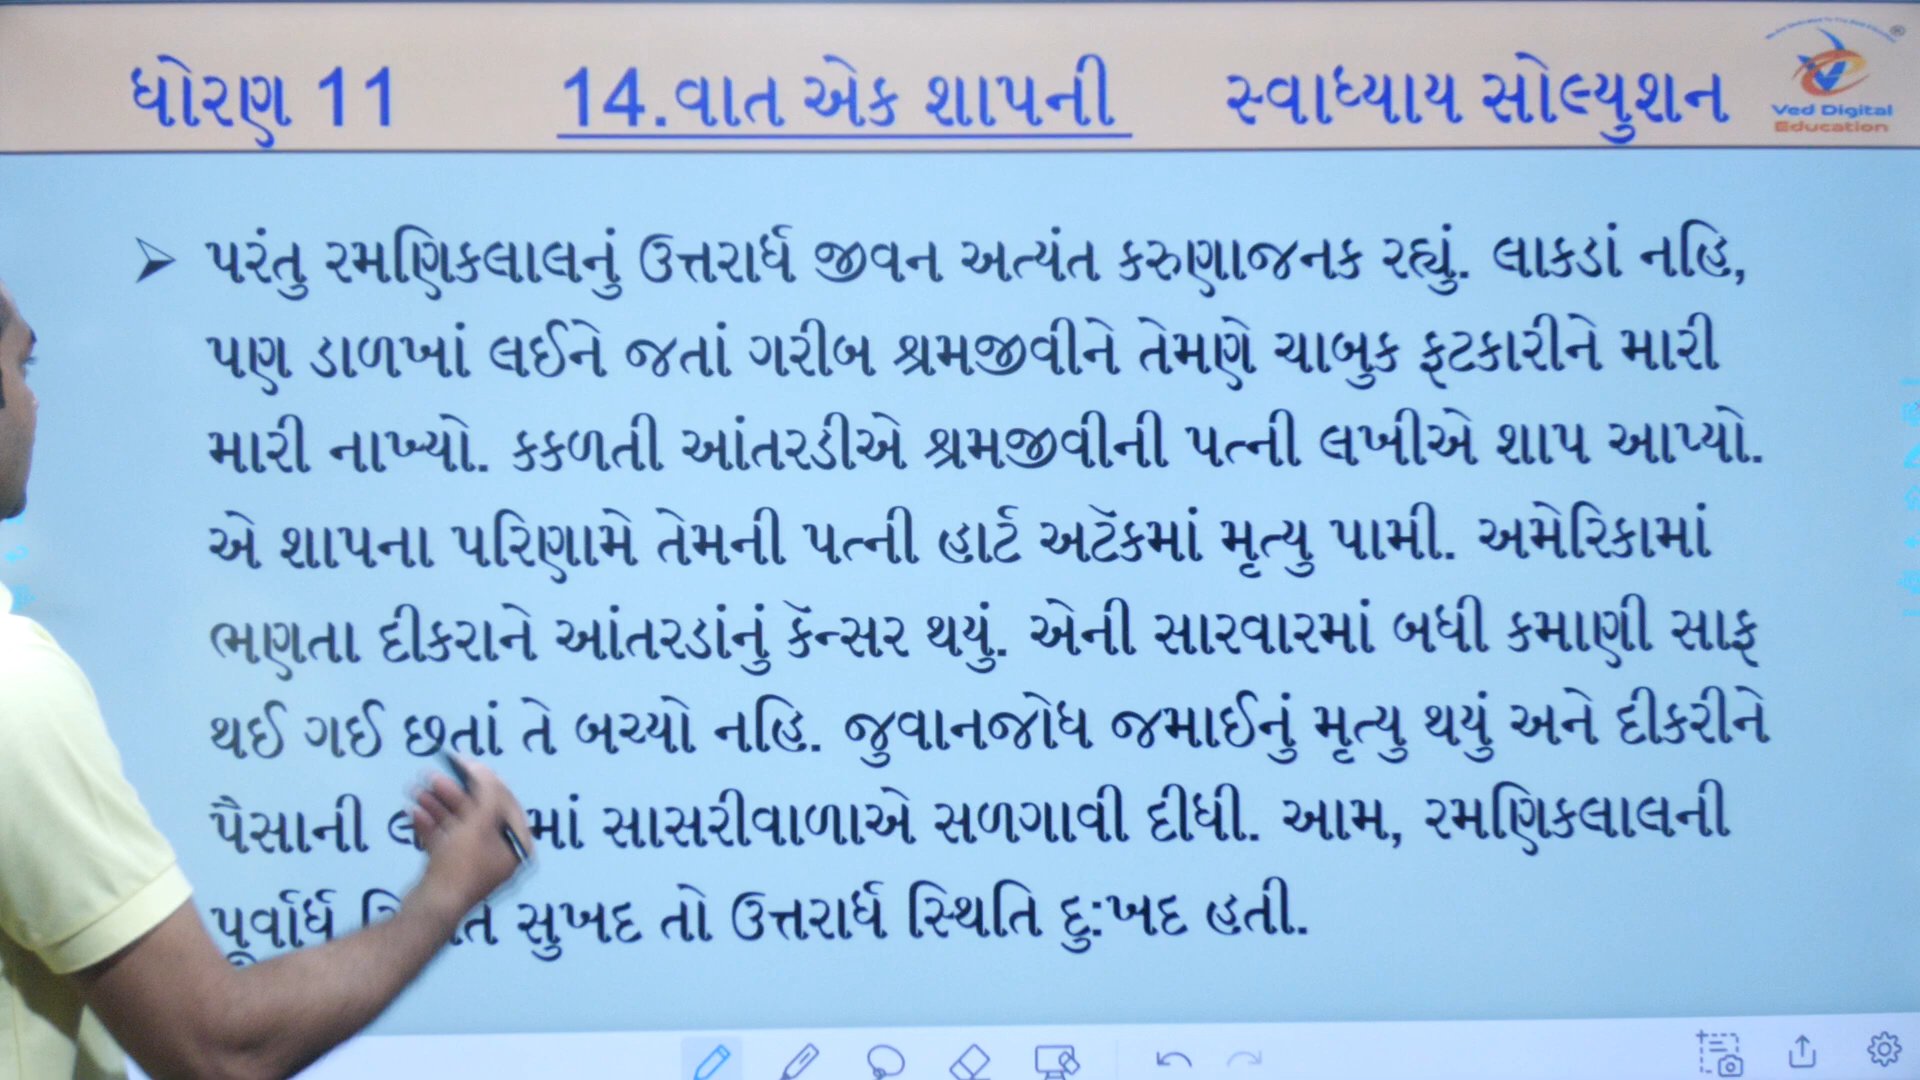 ધોરણ 11 14.વાત એક શાપની સ્વાધ્યાય સોલ્યુશન
Ved Digital
Education
➢ પરંતુ રમણિકલાલનું ઉત્તરાર્ધ જીવન અત્યંત કરુણાજનક રહ્યું. લાકડાં નહિ,
પણ ડાળખાં લઈને જતાં ગરીબ શ્રમજીવીને તેમણે ચાબુક ફટકારીને મારી
મારી નાખ્યો. કકળતી આંતરડીએ શ્રમજીવીની પત્ની લખીએ શાપ આપ્યો.
એ શાપના પરિણામે તેમની પત્ની હાર્ટ અટૅકમાં મૃત્યુ પામી. અમેરિકામાં
ભણતા દીકરાને આંતરડાંનું કૅન્સર થયું. એની સારવારમાં બધી કમાણી સાફ
થઈ ગઈ છતાં તે બચ્યો નહિ. જુવાનજોધ જમાઈનું મૃત્યુ થયું અને દીકરીને
પૈસાની સાસરીવાળાએ સળગાવી દીધી. આમ, રમણિકલાલની
પૂર્વાર્ધ સુખદ તો ઉત્તરાર્ધ સ્થિતિ દુ:ખદ હતી.